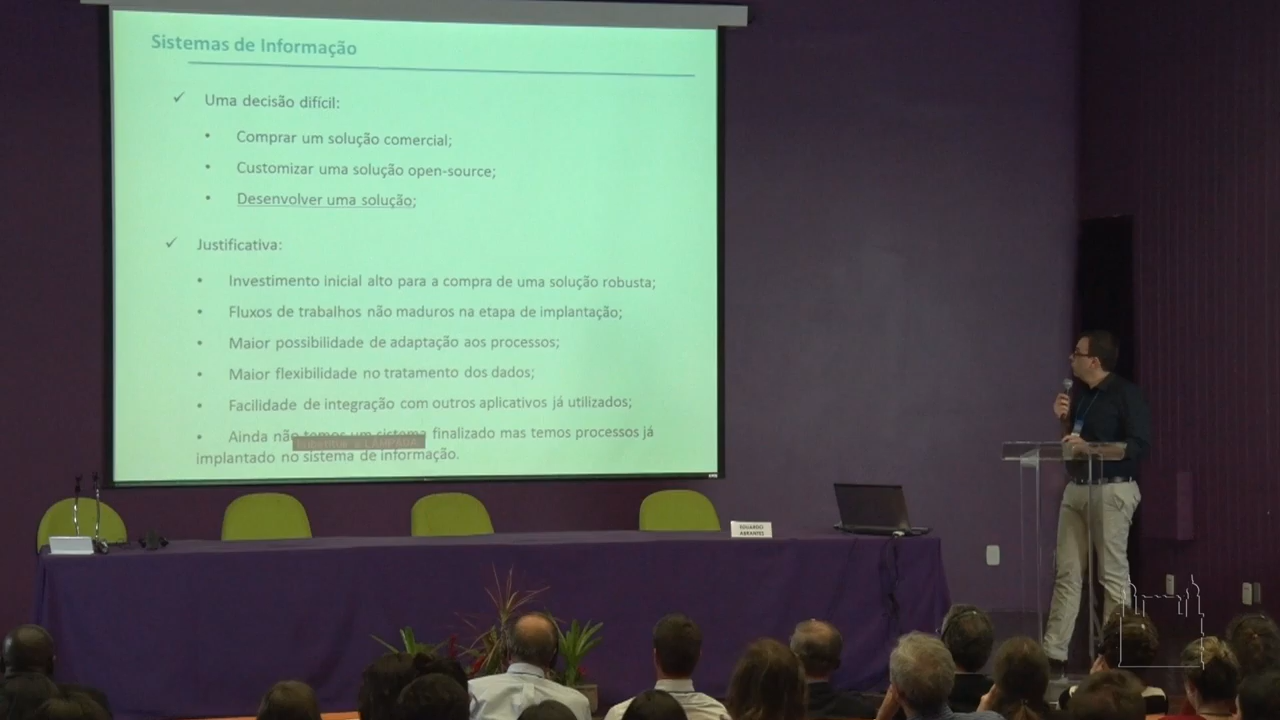 Sistemas de Informação
Uma decisão difícil:
Comprar um solução comercial;
Customizar uma solução open-source;
Desenvolver uma solução;
Justificativa:
Investimento inicial alto para a compra de uma solução robusta;
Fluxos de trabalhos não maduros na etapa de implantação;
Maior possibilidade de adaptação aos processos;
Maior flexibilidade no tratamento dos dados;
Facilidade de integração com outros aplicativos já utilizados;
Ainda não temos um sistema finalizado mas temos processos já
implantado no sistema de informação.
EDUARDO
ABRANTES